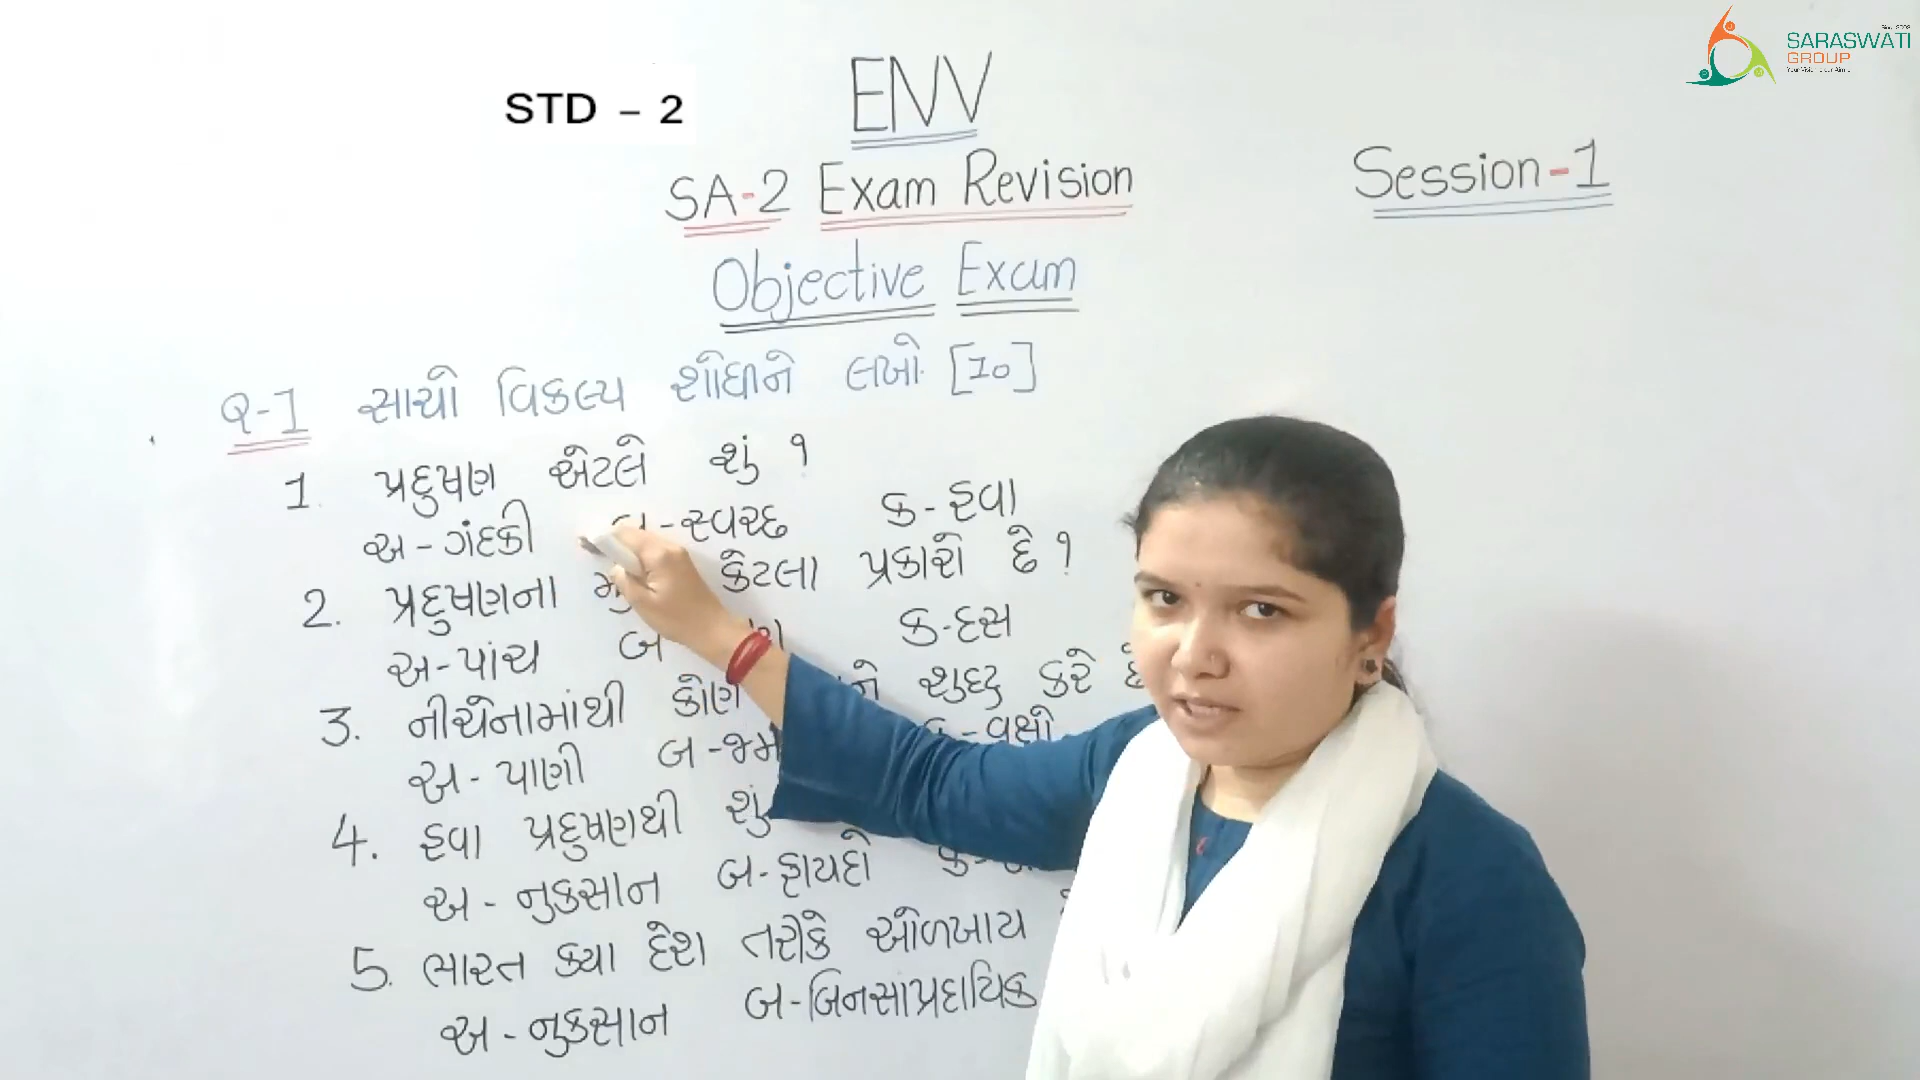 SARASWATI
GROUP
STD - 2
ENV
SA-2 Exam Revision
Session-1
Objective Exam
Q-1 સાચો વિકલ્પ શોધીને લખો. [10]
1. પ્રદુષણ એટલે શું ?
અ - ગંદકી બ - સ્વચ્છ ક - હવા
2. પ્રદુષણના કેટલા પ્રકારો છે ?
અ - પાંચ બ ક - દસ
3. નીચેનામાંથી કોણ શુધ્ધ કરે છે
અ - પાણી બ - ક - વૃક્ષો
4. હવા પ્રદુષણથી શું
અ - નુકસાન બ - ફાયદો ક -
5. ભારત ક્યા દેશ તરીકે ઓળખાય
અ - નુકસાન બ - બિનસાંપ્રદાયિક